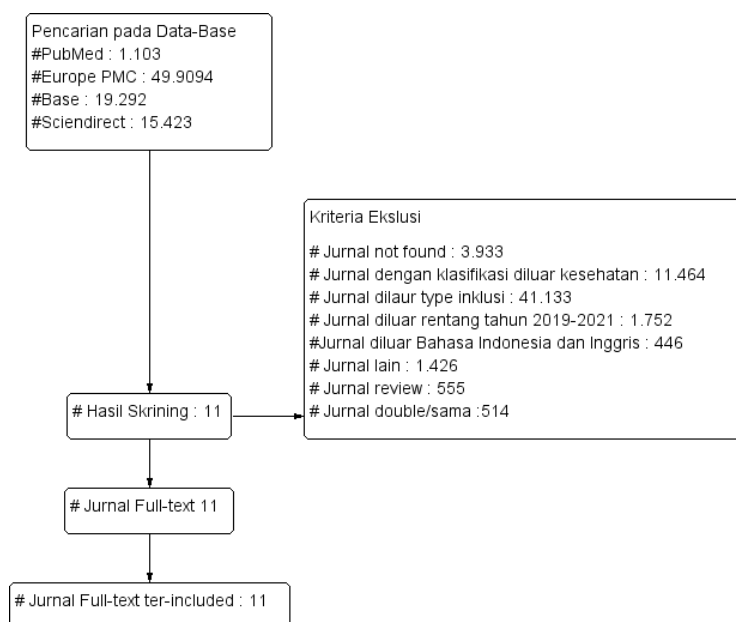 Pencarian pada Data-Base
#PubMed : 1.103
#Europe PMC : 49.9094
#Base : 19.292
#Sciendirect : 15.423
Kriteria Ekslusi
# Jurnal not found : 3.933
# Jurnal dengan klasifikasi diluar kesehatan : 11.464
# Jurnal dilaur type inklusi : 41.133
# Jurnal diluar rentang tahun 2019-2021 : 1.752
#Jurnal diluar Bahasa Indonesia dan Inggris : 446
# Jurnal lain : 1.426
# Jurnal review : 555
# Jurnal double/sama :514
# Hasil Skrining : 11
# Jurnal Full-text 11
# Jurnal Full-text ter-included : 11